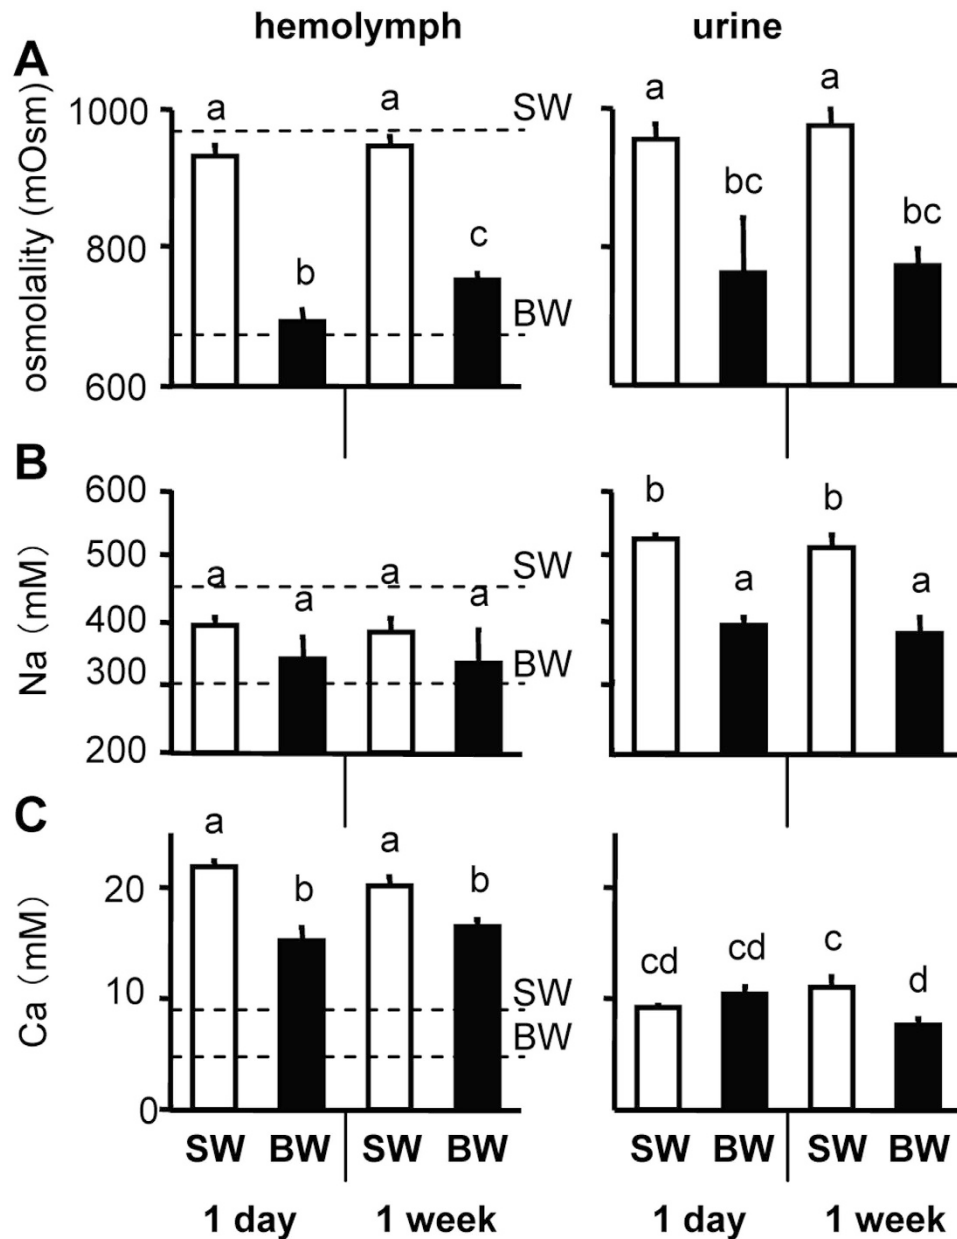 hemolymph urine
A
osmolality (mOsm)
1000
800
600
a b a c
SW
BW
a bc a bc
B
Na (mM)
600
500
400
300
200
a a a a
SW
BW
b a b a
C
Ca (mM)
20
10
0
a b a b
SW
BW
cd cd c d
SW BW SW BW SW BW SW BW
1 day 1 week 1 day 1 week